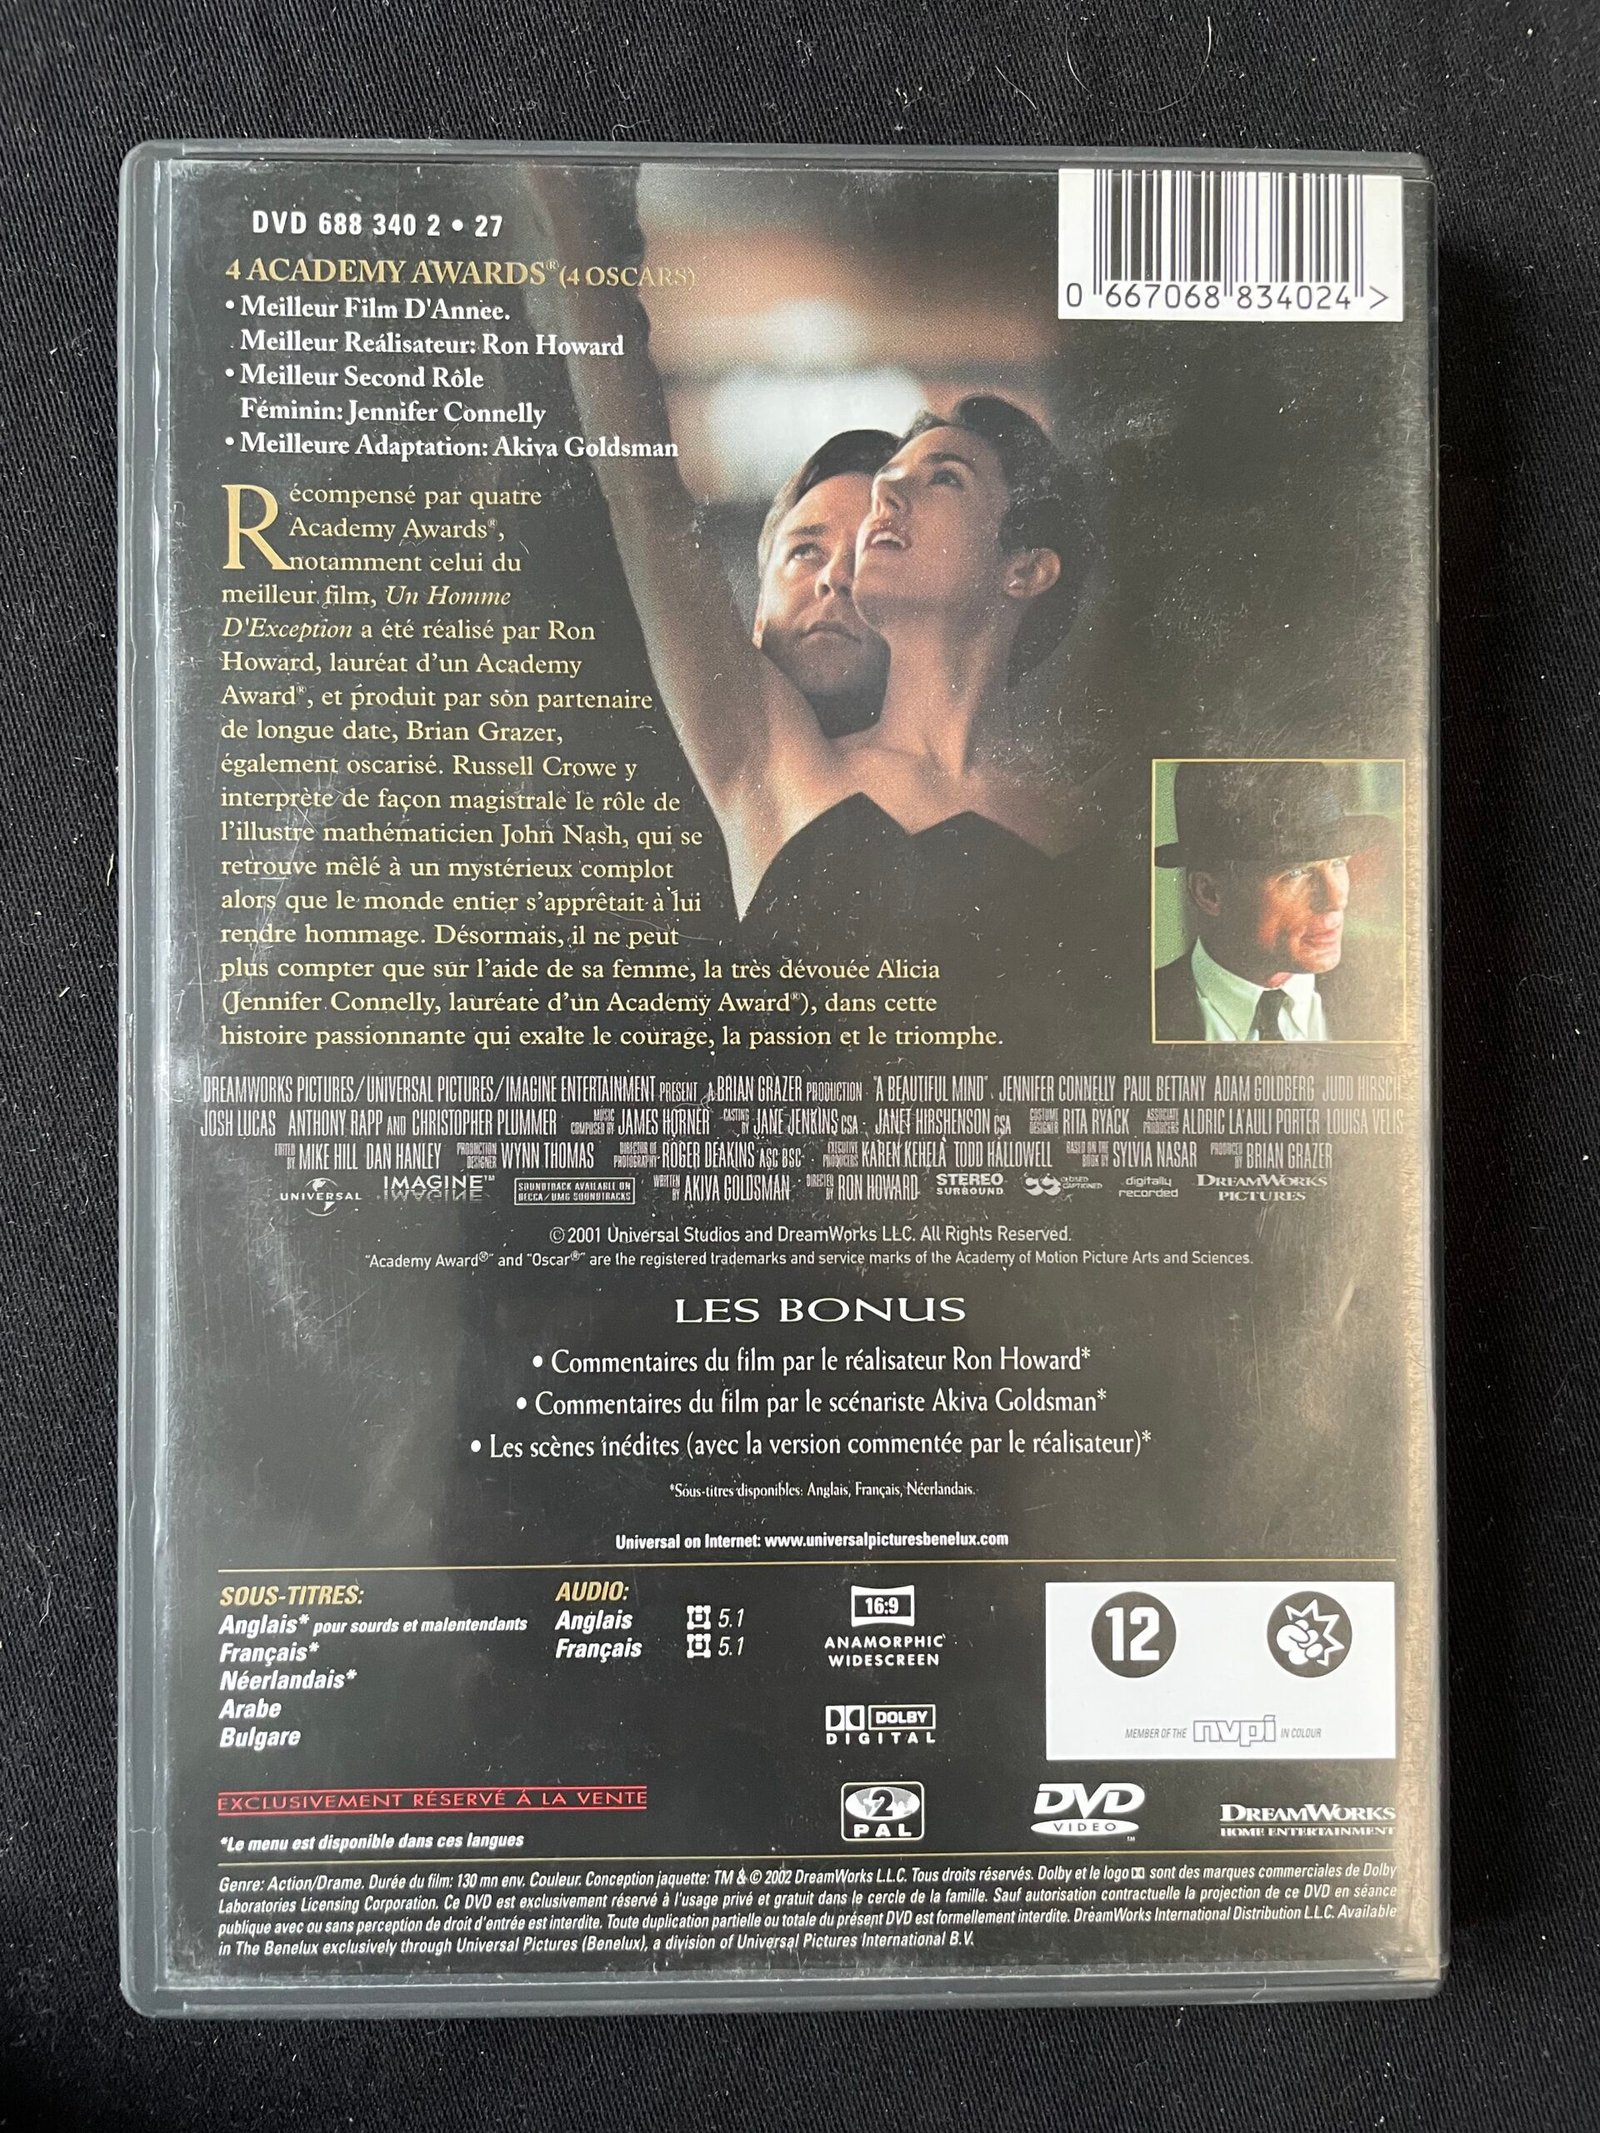 DVD 688 340 2 • 27
0 667068 834024 >
4 ACADEMY AWARDS® (4 OSCARS)
• Meilleur Film D'Annee.
Meilleur Reálisateur: Ron Howard
• Meilleur Second Rôle
Féminin: Jennifer Connelly
• Meilleure Adaptation: Akiva Goldsman
Récompensé par quatre
Academy Awards®,
notamment celui du
meilleur film, Un Homme
D'Exception a été réalisé par Ron
Howard, lauréat d'un Academy
Award®, et produit par son partenaire
de longue date, Brian Grazer,
également oscarisé. Russell Crowe y
interprète de façon magistrale le rôle de
l'illustre mathématicien John Nash, qui se
retrouve mêlé à un mystérieux complot
alors que le monde entier s'apprêtait à lui
rendre hommage. Désormais, il ne peut
plus compter que sur l'aide de sa femme, la très dévouée Alicia
(Jennifer Connelly, lauréate d'un Academy Award®), dans cette
histoire passionnante qui exalte le courage, la passion et le triomphe.
DREAMWORKS PICTURES/UNIVERSAL PICTURES/IMAGINE ENTERTAINMENT PRESENT A BRIAN GRAZER PRODUCTION "A BEAUTIFUL MIND" JENNIFER CONNELLY PAUL BETTANY ADAM GOLDBERG JUDD HIRSCH
JOSH LUCAS ANTHONY RAPP AND CHRISTOPHER PLUMMER MUSIC COMPOSED BY JAMES HORNER CASTING BY JANE JENKINS CSA JANET HIRSHENSON CSA COSTUME DESIGNER RITA RYACK ASSOCIATE PRODUCERS ALDRIC LA'AULI PORTER LOUISA VELIS
EDITED BY MIKE HILL DAN HANLEY PRODUCTION DESIGNER WYNN THOMAS DIRECTOR OF PHOTOGRAPHY ROGER DEAKINS ASC BSC EXECUTIVE PRODUCERS KAREN KEHELA TODD HALLOWELL BASED ON THE BOOK BY SYLVIA NASAR PRODUCED BY BRIAN GRAZER
UNIVERSAL IMAGINE™ SOUNDTRACK AVAILABLE ON DECCA/UMG SOUNDTRACKS WRITTEN BY AKIVA GOLDSMAN DIRECTED BY RON HOWARD STEREO SURROUND CLOSED CAPTIONED digitally recorded DREAMWORKS PICTURES
©2001 Universal Studios and DreamWorks LLC. All Rights Reserved.
"Academy Award®" and "Oscar®" are the registered trademarks and service marks of the Academy of Motion Picture Arts and Sciences.
LES BONUS
• Commentaires du film par le réalisateur Ron Howard*
• Commentaires du film par le scénariste Akiva Goldsman*
• Les scènes inédites (avec la version commentée par le réalisateur)*
*Sous-titres disponibles: Anglais, Français, Néerlandais.
Universal on Internet: www.universalpicturesbenelux.com
SOUS-TITRES:
Anglais* pour sourds et malentendants
Français*
Néerlandais*
Arabe
Bulgare
AUDIO:
Anglais 5.1
Français 5.1
16:9
ANAMORPHIC
WIDESCREEN
DOLBY
DIGITAL
12
MEMBER OF THE nvpi IN COLOUR
EXCLUSIVEMENT RÉSERVÉ À LA VENTE
*Le menu est disponible dans ces langues
2
PAL
DVD
VIDEO
™
DREAMWORKS
HOME ENTERTAINMENT
Genre: Action/Drame. Durée du film: 130 mn env. Couleur. Conception jaquette: TM & © 2002 DreamWorks L.L.C. Tous droits réservés. Dolby et le logo sont des marques commerciales de Dolby
Laboratories Licensing Corporation. Ce DVD est exclusivement réservé à l'usage privé et gratuit dans le cercle de la famille. Sauf autorisation contractuelle la projection de ce DVD en séance
publique avec ou sans perception de droit d'entrée est interdite. Toute duplication partielle ou totale du présent DVD est formellement interdite. DreamWorks International Distribution L.L.C. Available
in The Benelux exclusively through Universal Pictures (Benelux), a division of Universal Pictures International B.V.